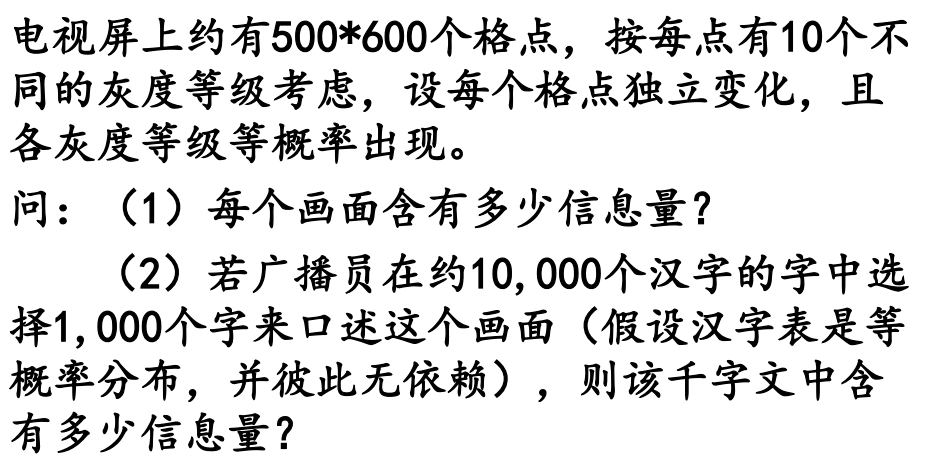 电视屏上约有500*600个格点，按每点有10个不
同的灰度等级考虑，设每个格点独立变化，且
各灰度等级等概率出现。
问：（1）每个画面含有多少信息量？
（2）若广播员在约10,000个汉字的字中选
择1,000个字来口述这个画面（假设汉字表是等
概率分布，并彼此无依赖），则该千字文中含
有多少信息量？